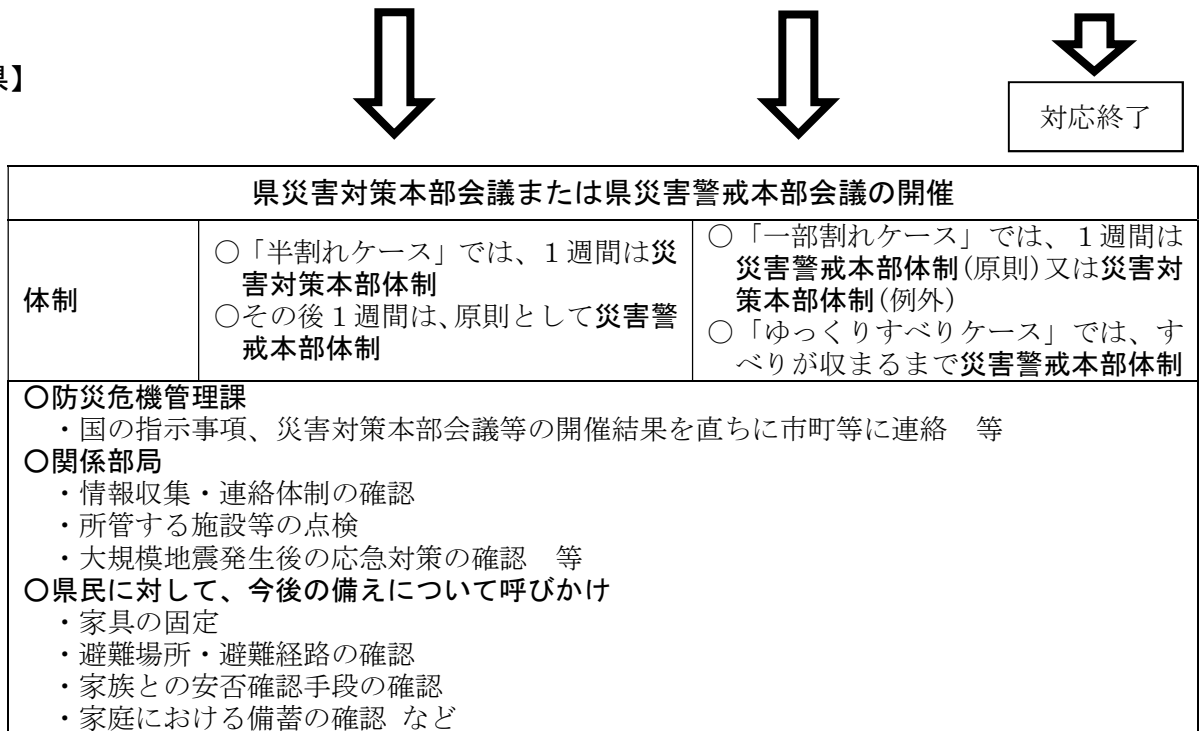 県】
対応終了
県災害対策本部会議または県災害警戒本部会議の開催
体制
○「半割れケース」では、１週間は災
害対策本部体制
○その後１週間は、原則として災害警
戒本部体制
○「一部割れケース」では、１週間は
災害警戒本部体制(原則)又は災害対
策本部体制(例外)
○「ゆっくりすべりケース」では、す
べりが収まるまで災害警戒本部体制
○防災危機管理課
・国の指示事項、災害対策本部会議等の開催結果を直ちに市町等に連絡　等
○関係部局
・情報収集・連絡体制の確認
・所管する施設等の点検
・大規模地震発生後の応急対策の確認　等
○県民に対して、今後の備えについて呼びかけ
・家具の固定
・避難場所・避難経路の確認
・家族との安否確認手段の確認
・家庭における備蓄の確認 など